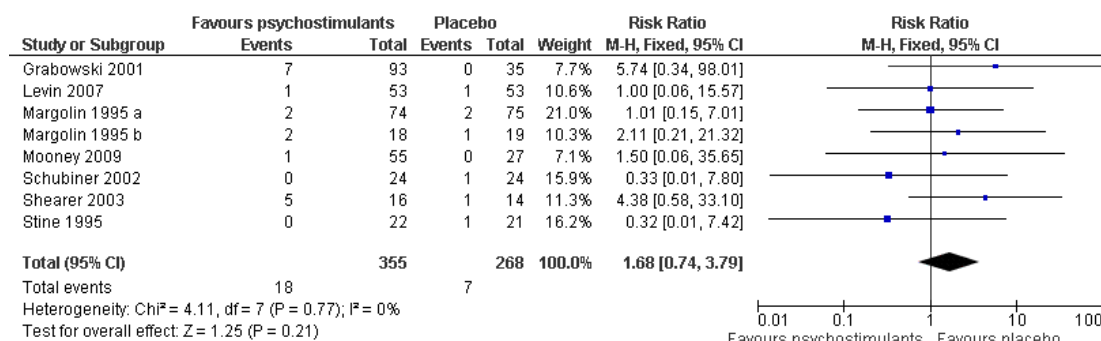 Favours psychostimulants Placebo Risk Ratio Risk Ratio
Study or Subgroup Events Total Events Total Weight M-H, Fixed, 95% CI M-H, Fixed, 95% CI
Grabowski 2001 7 93 0 35 7.7% 5.74 [0.34, 98.01]
Levin 2007 1 53 1 53 10.6% 1.00 [0.06, 15.57]
Margolin 1995 a 2 74 2 75 21.0% 1.01 [0.15, 7.01]
Margolin 1995 b 2 18 1 19 10.3% 2.11 [0.21, 21.32]
Mooney 2009 1 55 0 27 7.1% 1.50 [0.06, 35.65]
Schubiner 2002 0 24 1 24 15.9% 0.33 [0.01, 7.80]
Shearer 2003 5 16 1 14 11.3% 4.38 [0.58, 33.10]
Stine 1995 0 22 1 21 16.2% 0.32 [0.01, 7.42]
Total (95% CI) 355 268 100.0% 1.68 [0.74, 3.79]
Total events 18 7
Heterogeneity: Chi² = 4.11, df = 7 (P = 0.77); I² = 0%
Test for overall effect: Z = 1.25 (P = 0.21)
0.01 0.1 1 10 100
Favours psychostimulants Favours placebo